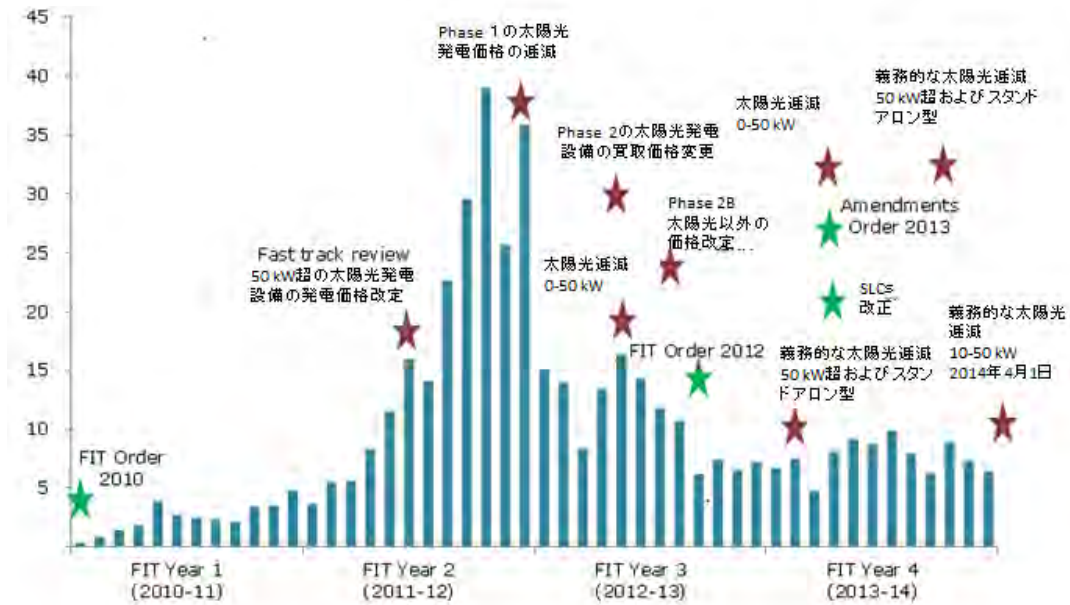 45
40
35
30
25
20
15
10
5
FIT Order
2010
Fast track review
50 kW超の太陽光発電
設備の発電価格改定
Phase 1の太陽光
発電価格の逓減
Phase 2の太陽光発電
設備の買取価格変更
太陽光逓減
0-50 kW
Phase 2B
太陽光以外の
価格改定....
FIT Order 2012
太陽光逓減
0-50 kW
義務的な太陽光逓減
50 kW超およびスタンド
アロン型
Amendments
Order 2013
SLCs
改正
義務的な太陽光逓減
50 kW超およびスタン
ドアロン型
義務的な太陽光
逓減
10-50 kW
2014年4月1日
FIT Year 1
(2010-11)
FIT Year 2
(2011-12)
FIT Year 3
(2012-13)
FIT Year 4
(2013-14)